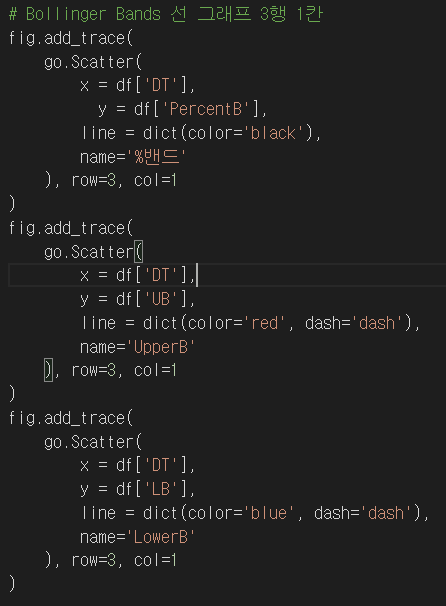 # Bollinger Bands 선 그래프 3행 1칸
fig.add_trace(
    go.Scatter(
        x = df['DT'],
          y = df['PercentB'],
        line = dict(color='black'),
        name='%밴드'
    ), row=3, col=1
)
fig.add_trace(
    go.Scatter(
        x = df['DT'],
        y = df['UB'],
        line = dict(color='red', dash='dash'),
        name='UpperB'
    ), row=3, col=1
)
fig.add_trace(
    go.Scatter(
        x = df['DT'],
        y = df['LB'],
        line = dict(color='blue', dash='dash'),
        name='LowerB'
    ), row=3, col=1
)